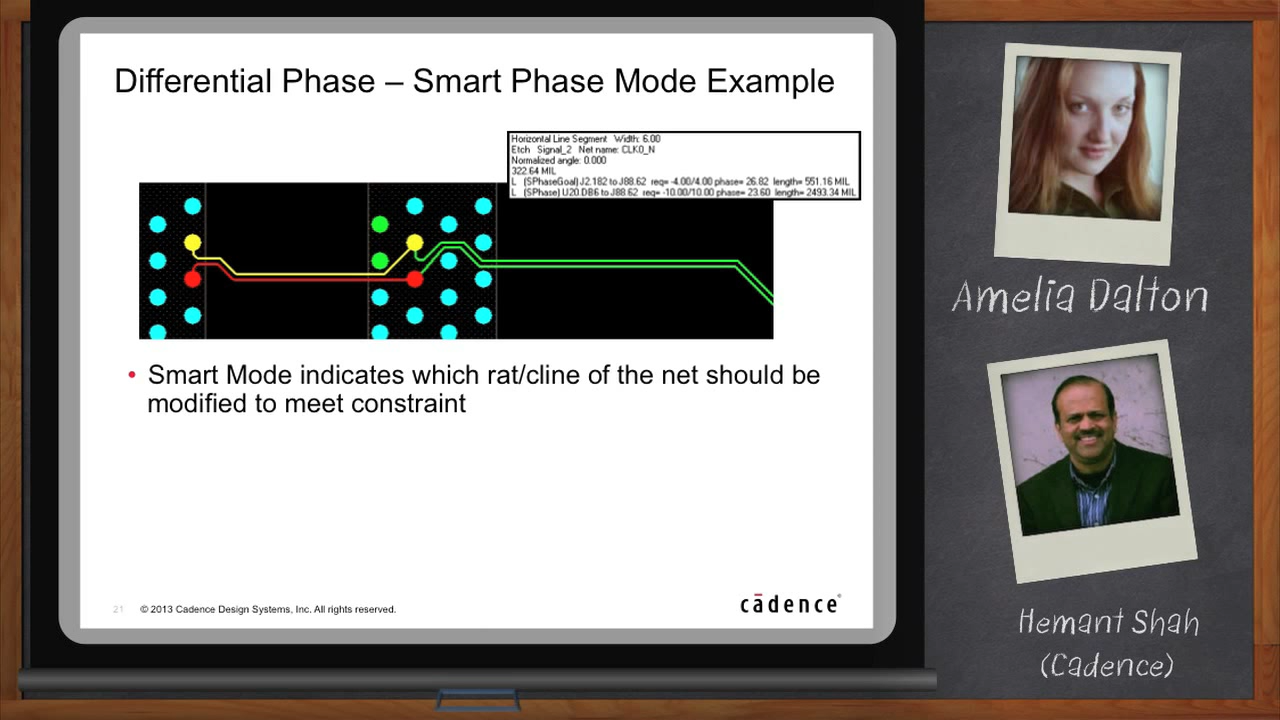 Differential Phase – Smart Phase Mode Example
Horizontal Line Segment Width: 6.00
Etch Signal_2 Net name: CLK0_N
Normalized angle: 0.000
322.64 MIL
L (SPhaseGoal) J2.182 to J88.62 req= -4.00/4.00 phase= 26.82 length= 551.16 MIL
L (SPhase) U20.DB6 to J88.62 req= -10.00/10.00 phase= 23.60 length= 2493.34 MIL
• Smart Mode indicates which rat/cline of the net should be
modified to meet constraint
21 © 2013 Cadence Design Systems, Inc. All rights reserved.
cādence®
Amelia Dalton
Hemant Shah
(Cadence)